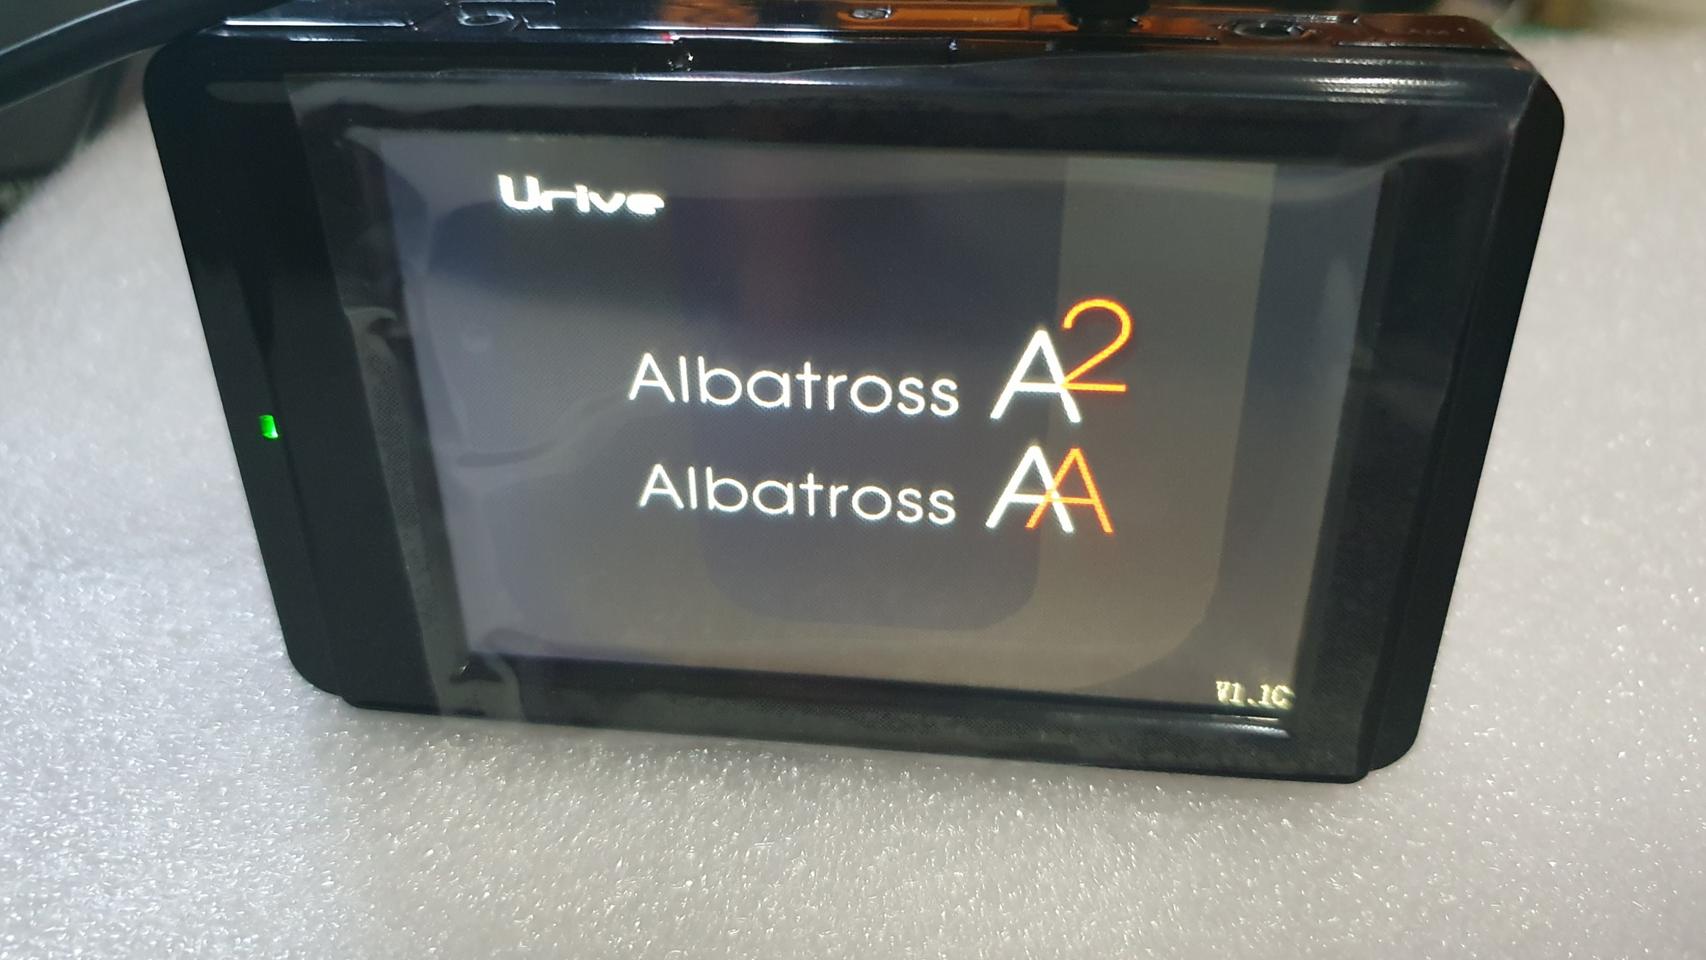 Urive
Albatross A2
Albatross AA
V1.1C